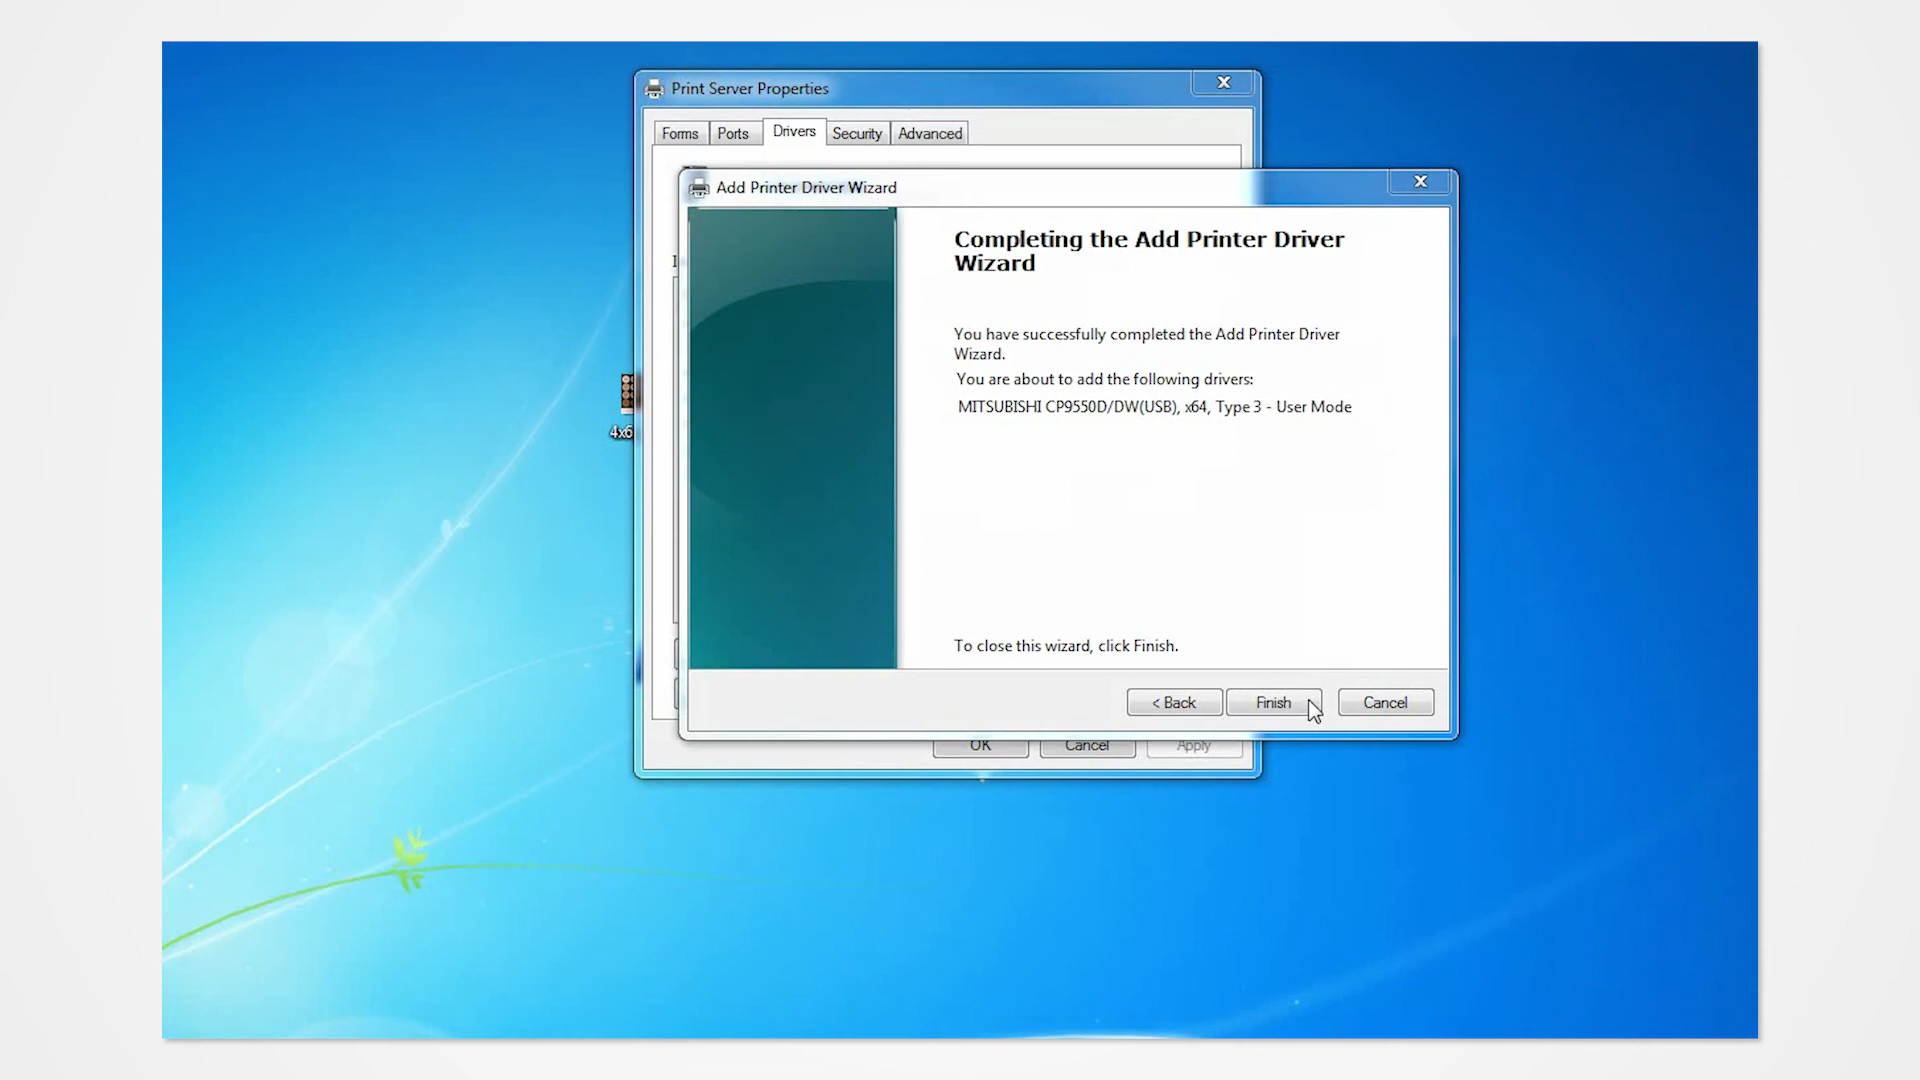 Print Server Properties
Forms Ports Drivers Security Advanced
Add Printer Driver Wizard
Completing the Add Printer Driver
Wizard
You have successfully completed the Add Printer Driver
Wizard.
You are about to add the following drivers:
MITSUBISHI CP9550D/DW(USB), x64, Type 3 - User Mode
4x6
To close this wizard, click Finish.
< Back Finish Cancel
OK Cancel Apply